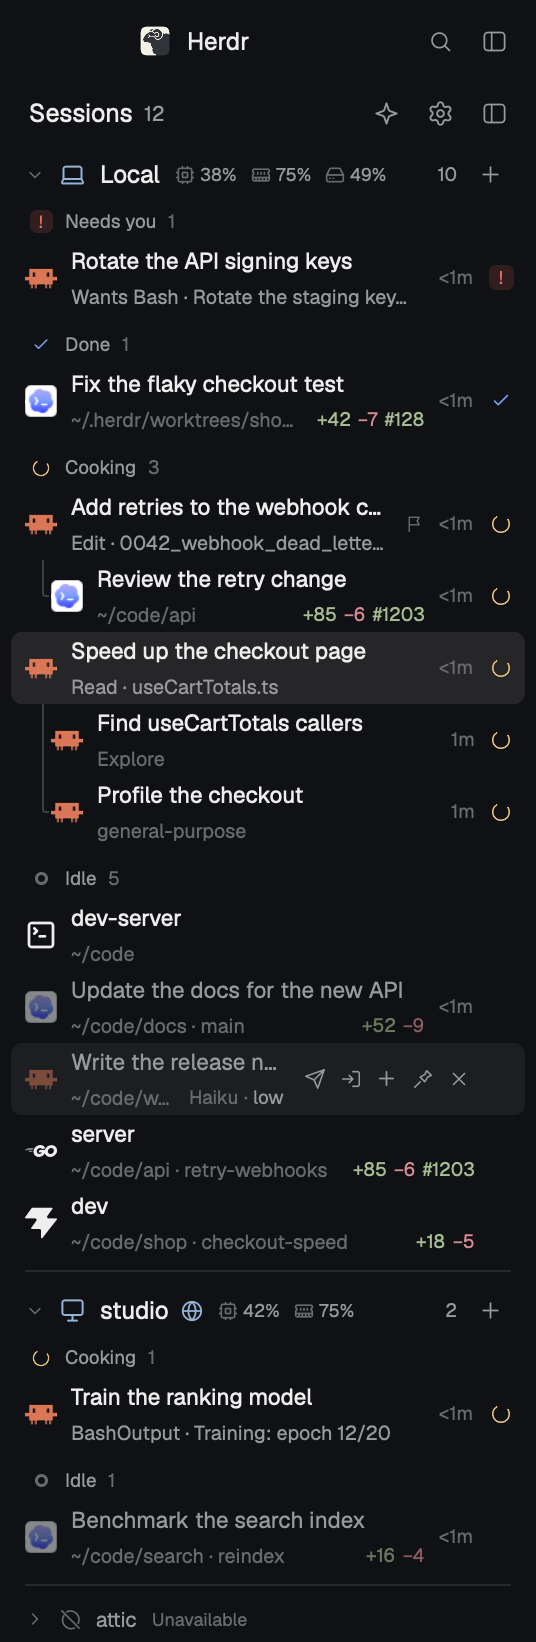 Herdr
Sessions 12
Local 38% 75% 49% 10
! Needs you 1
Rotate the API signing keys
<1m !
Wants Bash · Rotate the staging key...
Done 1
Fix the flaky checkout test
<1m
~/.herdr/worktrees/sho... +42 −7 #128
Cooking 3
Add retries to the webhook c...
<1m
Edit · 0042_webhook_dead_lette...
Review the retry change
<1m
~/code/api +85 −6 #1203
Speed up the checkout page
<1m
Read · useCartTotals.ts
Find useCartTotals callers
1m
Explore
Profile the checkout
1m
general-purpose
Idle 5
dev-server
~/code
Update the docs for the new API
<1m
~/code/docs · main +52 −9
Write the release n...
~/code/w... Haiku · low
server
GO
~/code/api · retry-webhooks +85 −6 #1203
dev
~/code/shop · checkout-speed +18 −5
studio 42% 75% 2
Cooking 1
Train the ranking model
<1m
BashOutput · Training: epoch 12/20
Idle 1
Benchmark the search index
<1m
~/code/search · reindex +16 −4
attic Unavailable